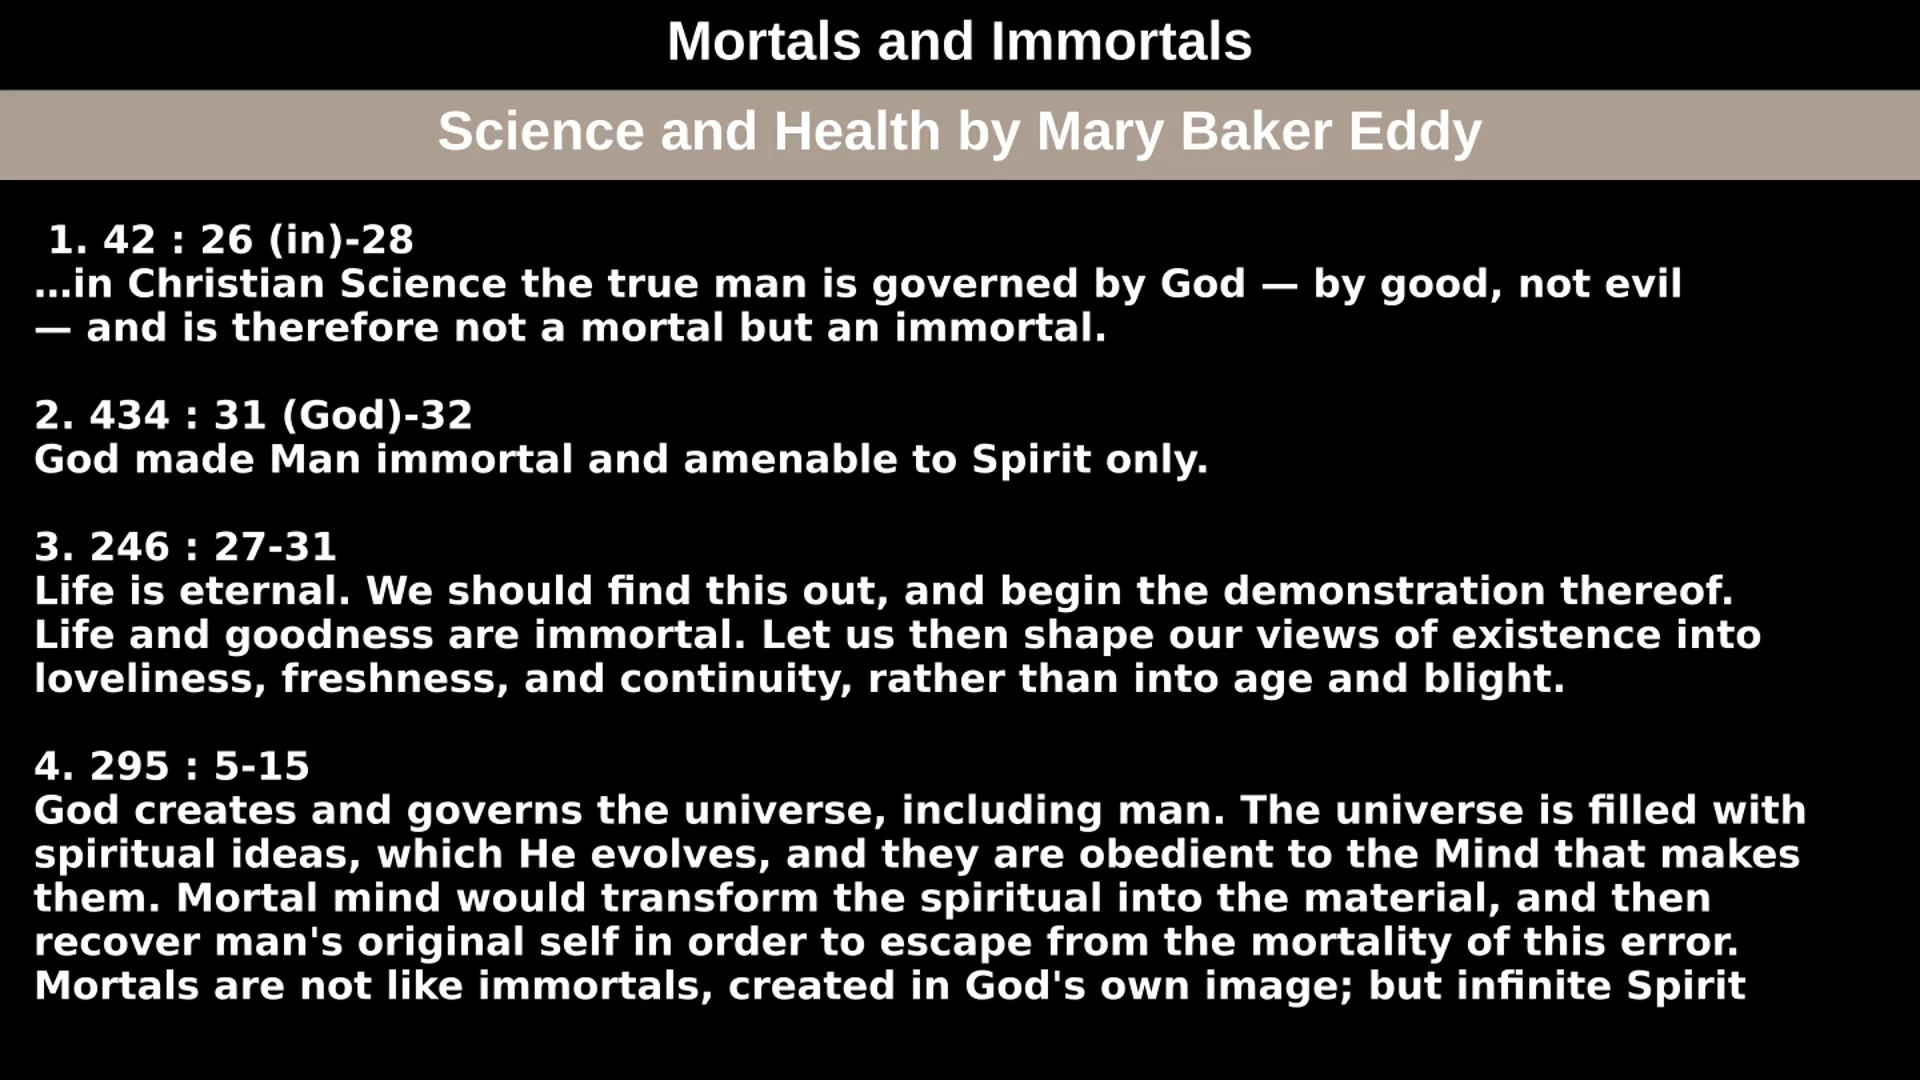 Mortals and Immortals
Science and Health by Mary Baker Eddy
1. 42 : 26 (in)-28
…in Christian Science the true man is governed by God — by good, not evil
— and is therefore not a mortal but an immortal.
2. 434 : 31 (God)-32
God made Man immortal and amenable to Spirit only.
3. 246 : 27-31
Life is eternal. We should find this out, and begin the demonstration thereof.
Life and goodness are immortal. Let us then shape our views of existence into
loveliness, freshness, and continuity, rather than into age and blight.
4. 295 : 5-15
God creates and governs the universe, including man. The universe is filled with
spiritual ideas, which He evolves, and they are obedient to the Mind that makes
them. Mortal mind would transform the spiritual into the material, and then
recover man's original self in order to escape from the mortality of this error.
Mortals are not like immortals, created in God's own image; but infinite Spirit